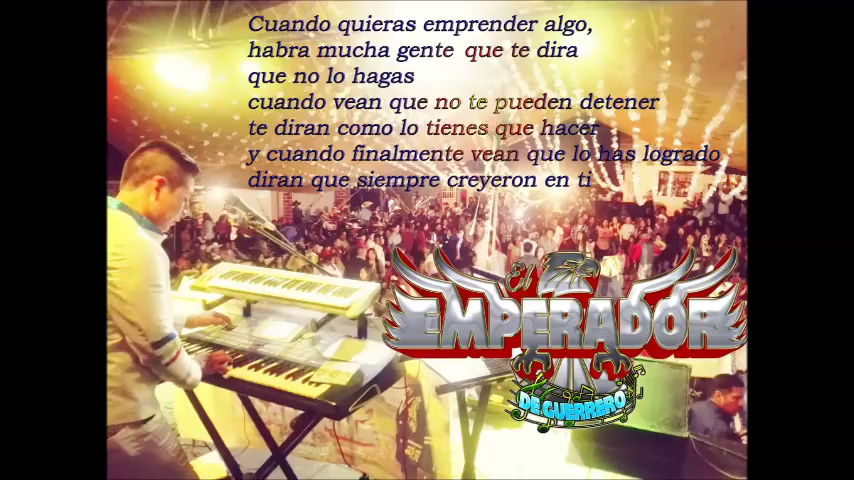 Cuando quieras emprender algo,
habra mucha gente que te dira
que no lo hagas
cuando vean que no te pueden detener
te diran como lo tienes que hacer
y cuando finalmente vean que lo has logrado
diran que siempre creyeron en ti
El
EMPERADOR
DE GUERRERO